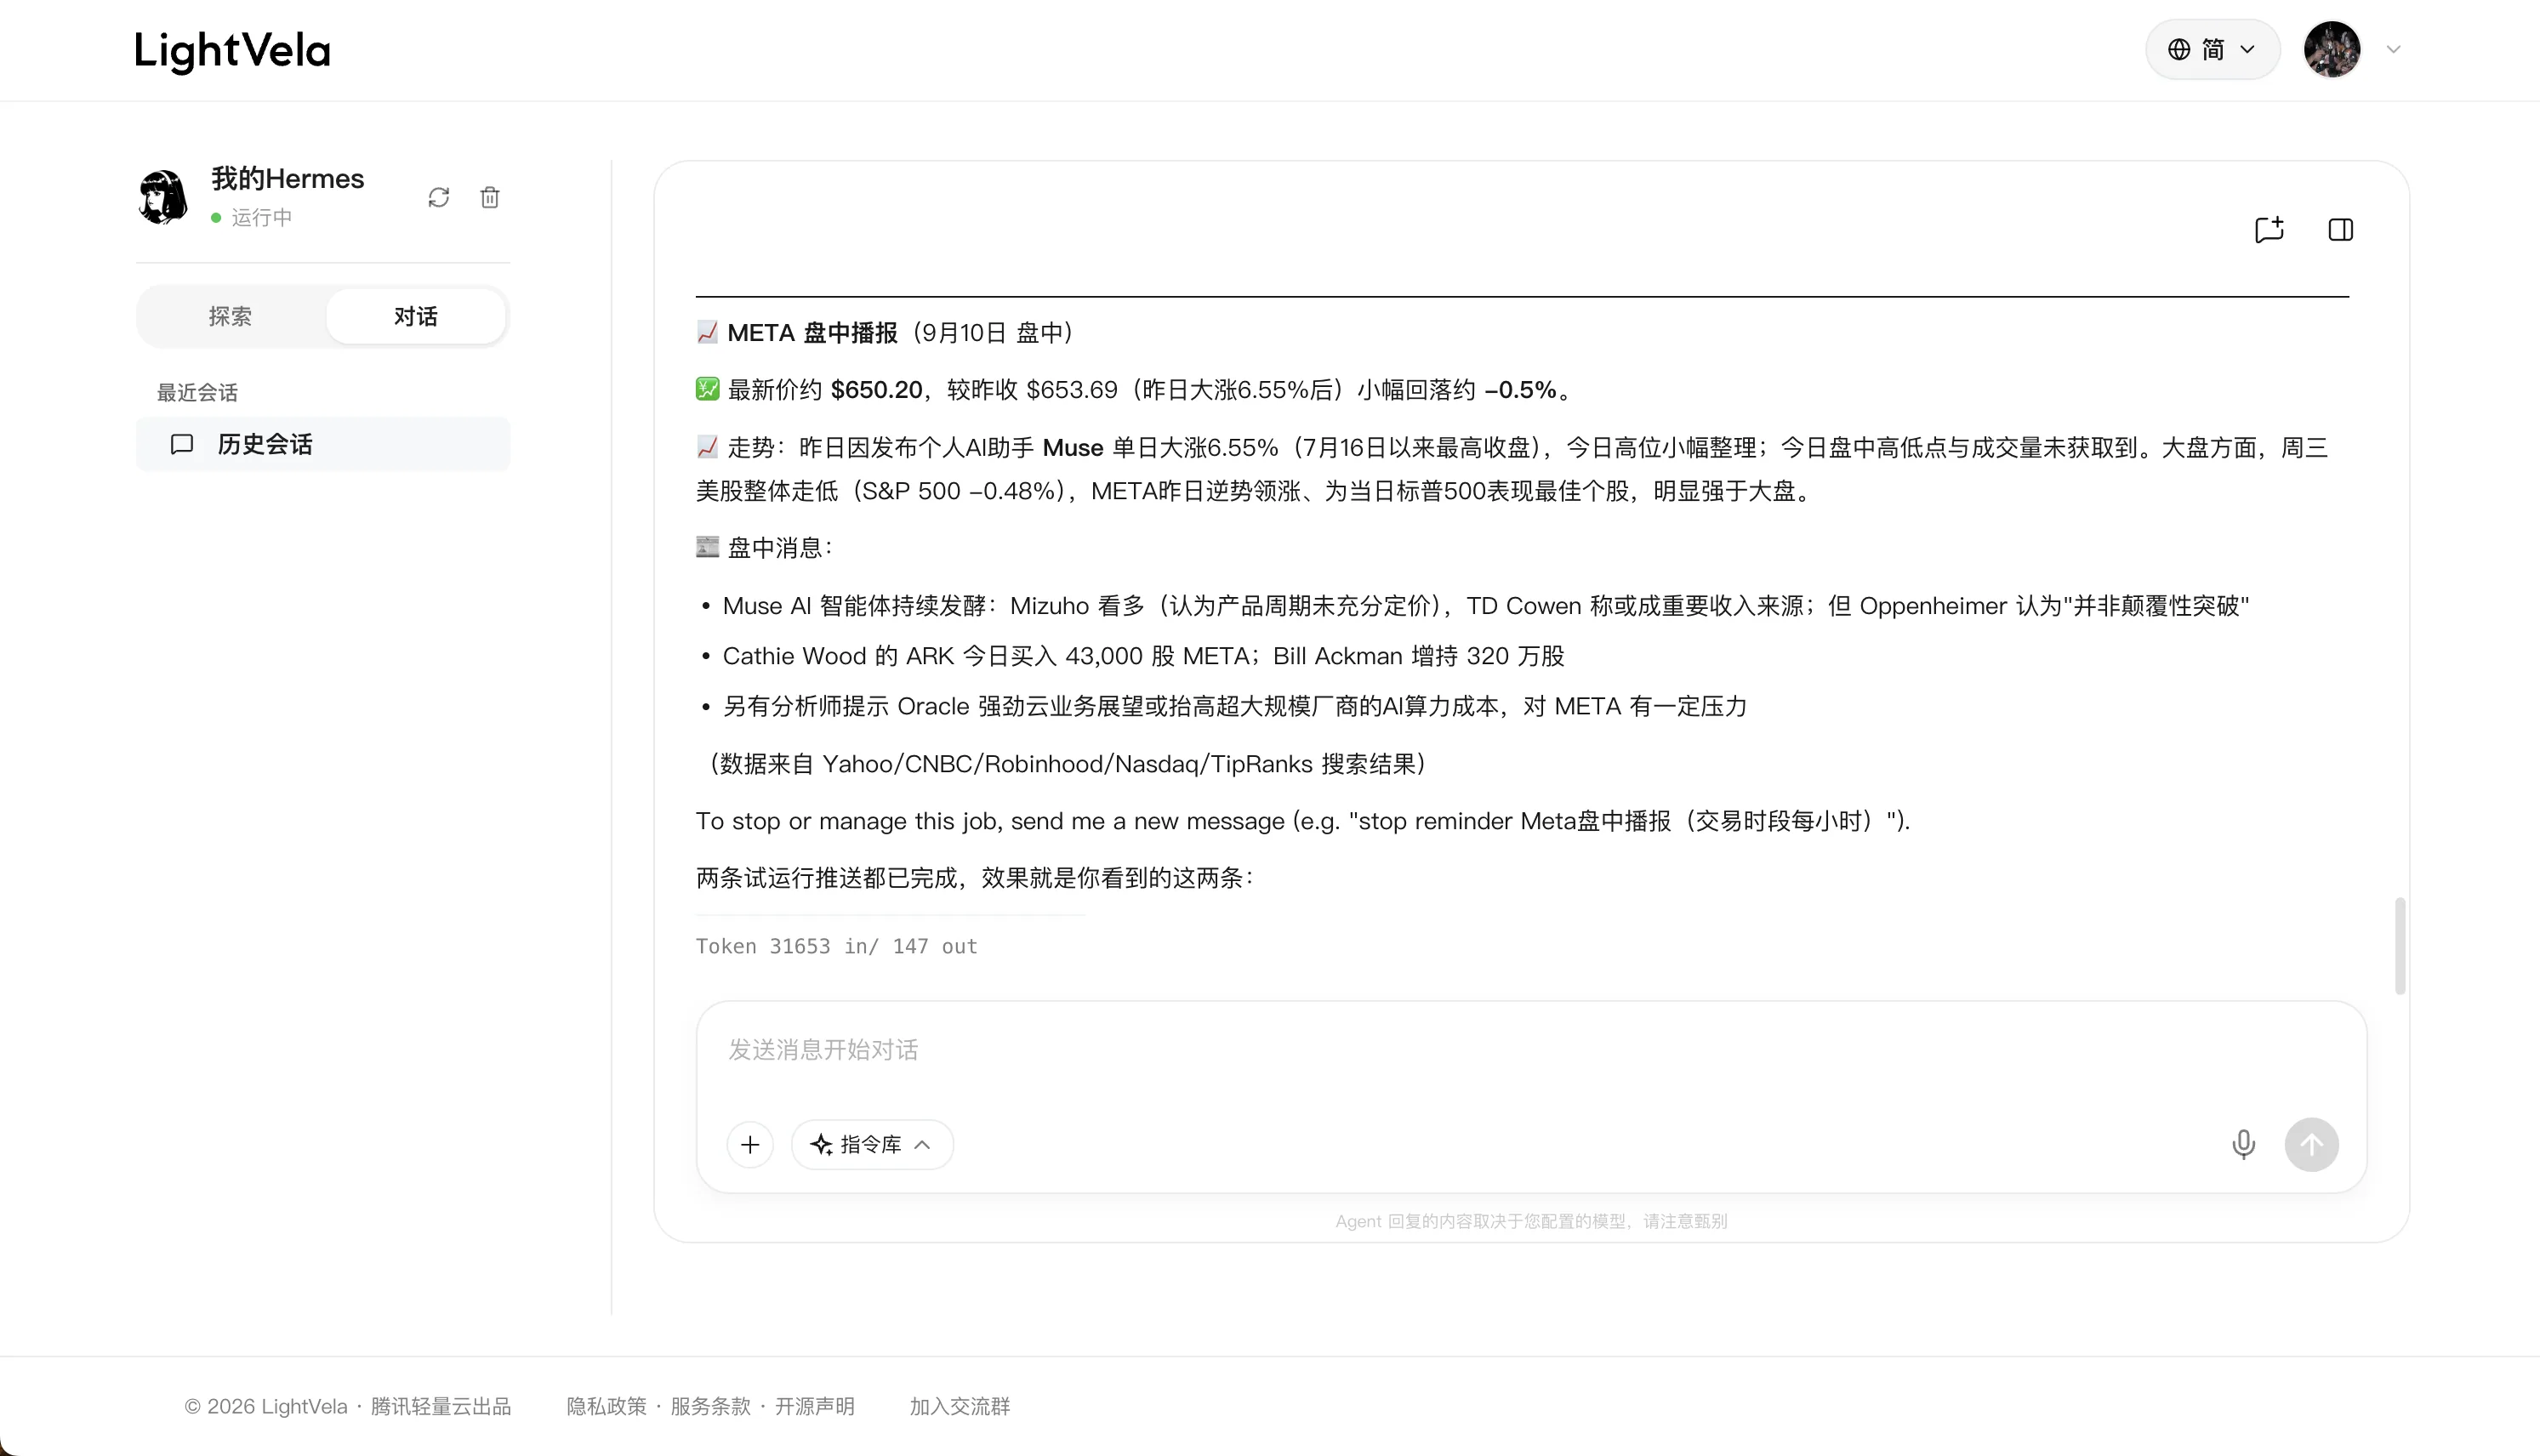 LightVela
简
我的Hermes
运行中
探索
对话
最近会话
历史会话
META 盘中播报（9月10日 盘中）
最新价约 $650.20，较昨收 $653.69（昨日大涨6.55%后）小幅回落约 −0.5%。
走势：昨日因发布个人AI助手 Muse 单日大涨6.55%（7月16日以来最高收盘），今日高位小幅整理；今日盘中高低点与成交量未获取到。大盘方面，周三
美股整体走低（S&P 500 −0.48%），META昨日逆势领涨、为当日标普500表现最佳个股，明显强于大盘。
盘中消息：
• Muse AI 智能体持续发酵：Mizuho 看多（认为产品周期未充分定价），TD Cowen 称或成重要收入来源；但 Oppenheimer 认为"并非颠覆性突破"
• Cathie Wood 的 ARK 今日买入 43,000 股 META；Bill Ackman 增持 320 万股
• 另有分析师提示 Oracle 强劲云业务展望或抬高超大规模厂商的AI算力成本，对 META 有一定压力
（数据来自 Yahoo/CNBC/Robinhood/Nasdaq/TipRanks 搜索结果）
To stop or manage this job, send me a new message (e.g. "stop reminder Meta盘中播报（交易时段每小时）").
两条试运行推送都已完成，效果就是你看到的这两条：
Token 31653 in/ 147 out
发送消息开始对话
指令库
Agent 回复的内容取决于您配置的模型，请注意甄别
© 2026 LightVela · 腾讯轻量云出品 隐私政策 · 服务条款 · 开源声明 加入交流群